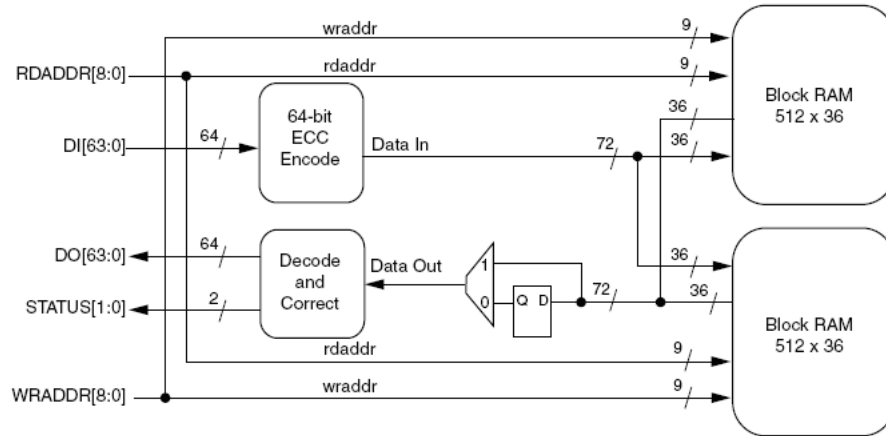 wraddr
9
RDADDR[8:0]
rdaddr
9
64-bit
ECC
Encode
36
Block RAM
512 x 36
DI[63:0]
64
Data In
72
36
DO[63:0]
64
Decode
and
Correct
Data Out
1
36
STATUS[1:0]
2
0
Q D
72
36
Block RAM
512 x 36
rdaddr
9
WRADDR[8:0]
wraddr
9